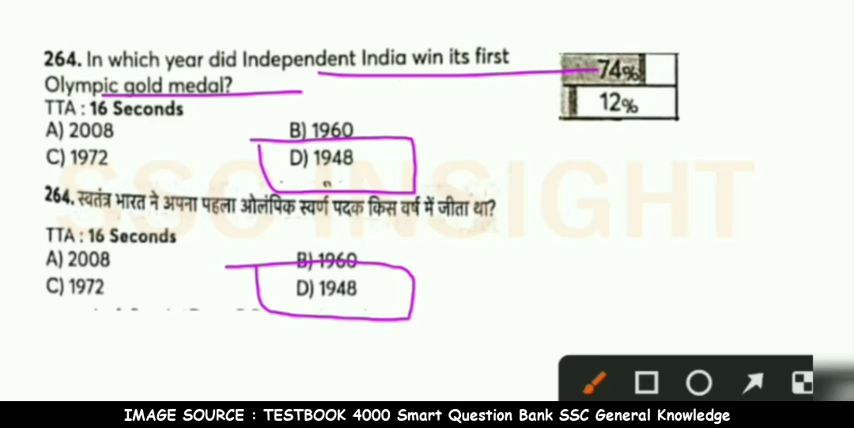 264. In which year did Independent India win its first
74%
Olympic gold medal?
12%
TTA : 16 Seconds
A) 2008
B) 1960
C) 1972
D) 1948
264. स्वतंत्र भारत ने अपना पहला ओलंपिक स्वर्ण पदक किस वर्ष में जीता था?
TTA : 16 Seconds
A) 2008
B) 1960
C) 1972
D) 1948
SSC INSIGHT
IMAGE SOURCE : TESTBOOK 4000 Smart Question Bank SSC General Knowledge